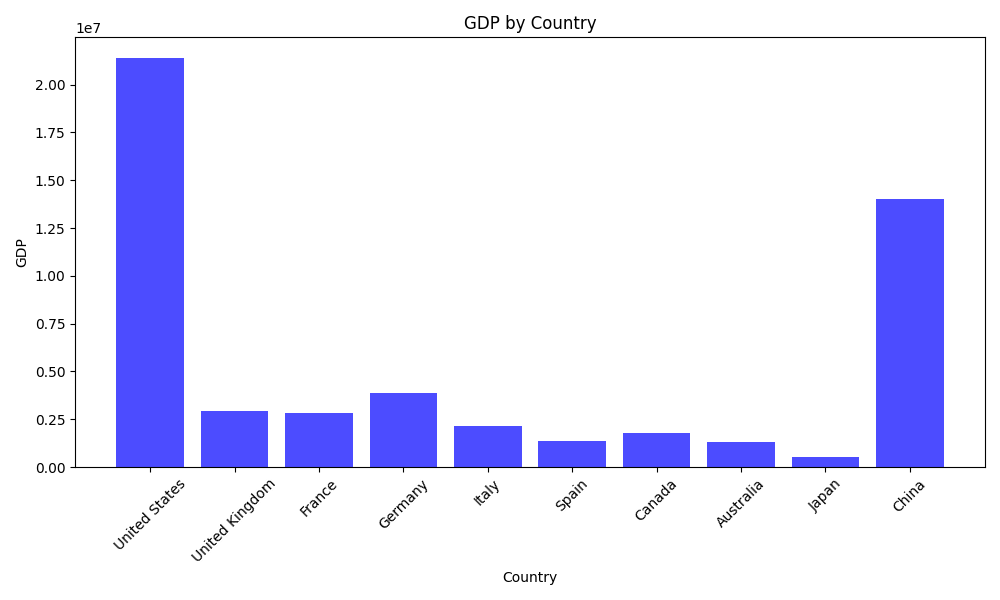 GDP by Country
1e7
2.00
1.75
1.50
1.25
1.00
0.75
0.50
0.25
0.00
GDP
United States
United Kingdom
France
Germany
Italy
Spain
Canada
Australia
Japan
China
Country